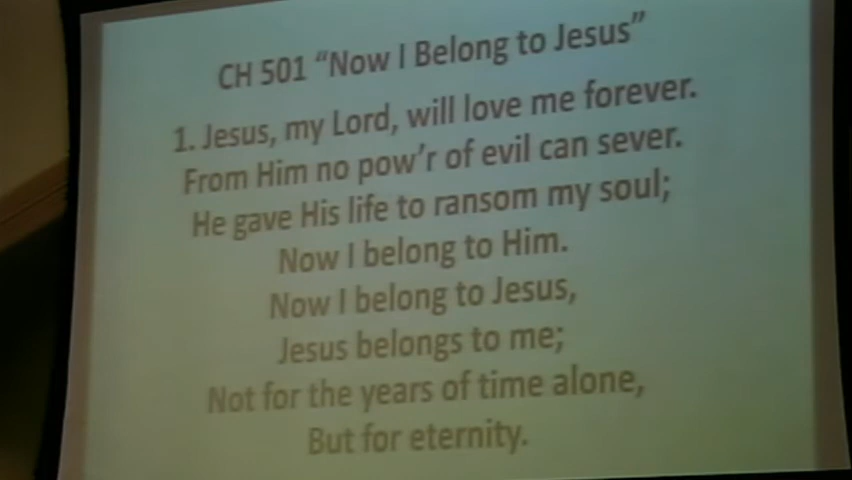 CH 501 “Now I Belong to Jesus”
1. Jesus, my Lord, will love me forever.
From Him no pow’r of evil can sever.
He gave His life to ransom my soul;
Now I belong to Him.
Now I belong to Jesus,
Jesus belongs to me;
Not for the years of time alone,
But for eternity.